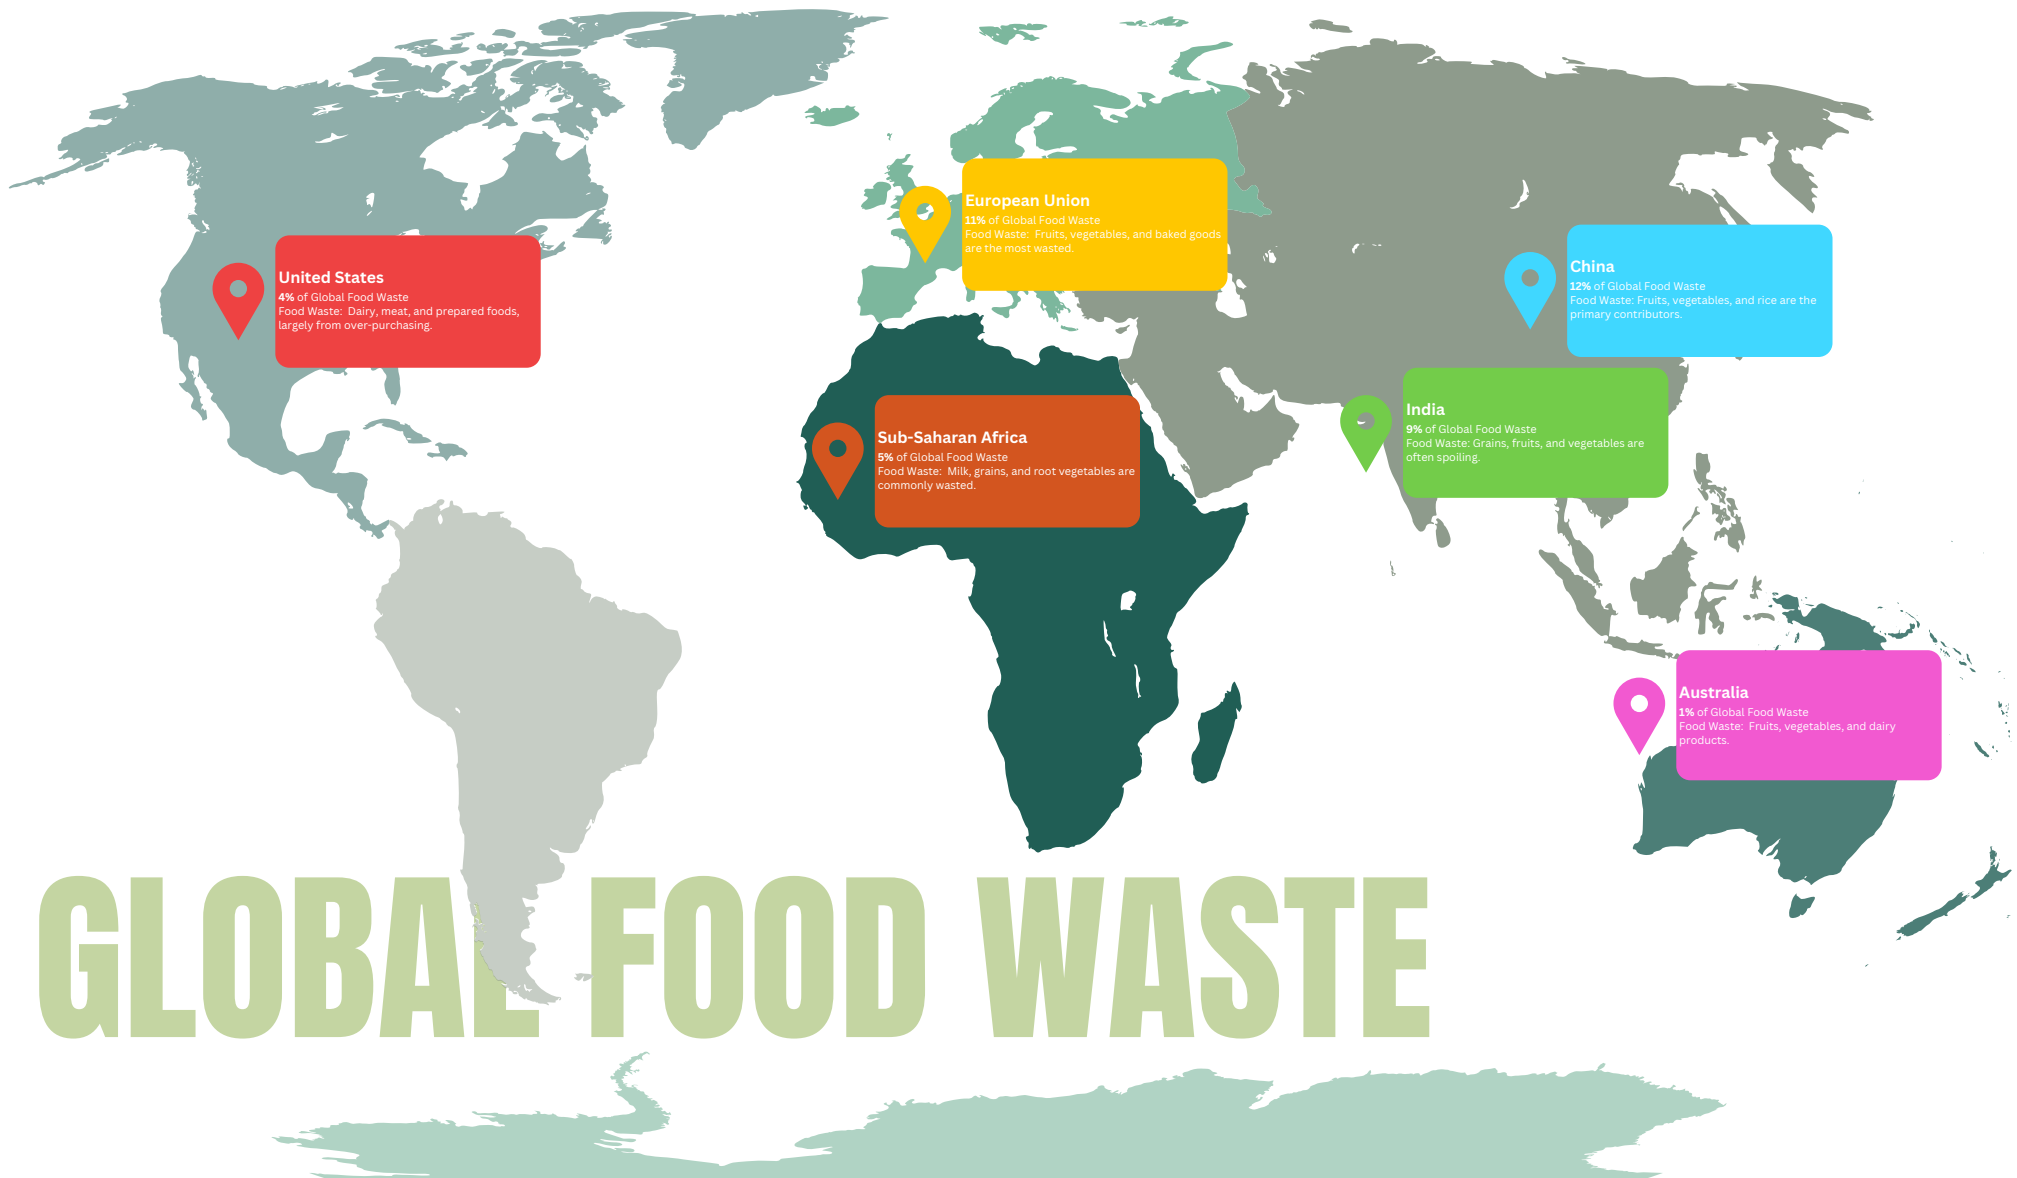 European Union
11% of Global Food Waste
Food Waste:  Fruits, vegetables, and baked goods
are the most wasted.
United States
4% of Global Food Waste
Food Waste:  Dairy, meat, and prepared foods,
largely from over-purchasing.
China
12% of Global Food Waste
Food Waste: Fruits, vegetables, and rice are the
primary contributors.
India
9% of Global Food Waste
Food Waste: Grains, fruits, and vegetables are
often spoiling.
Sub-Saharan Africa
5% of Global Food Waste
Food Waste:  Milk, grains, and root vegetables are
commonly wasted.
Australia
1% of Global Food Waste
Food Waste:  Fruits, vegetables, and dairy
products.
GLOBAL FOOD WASTE